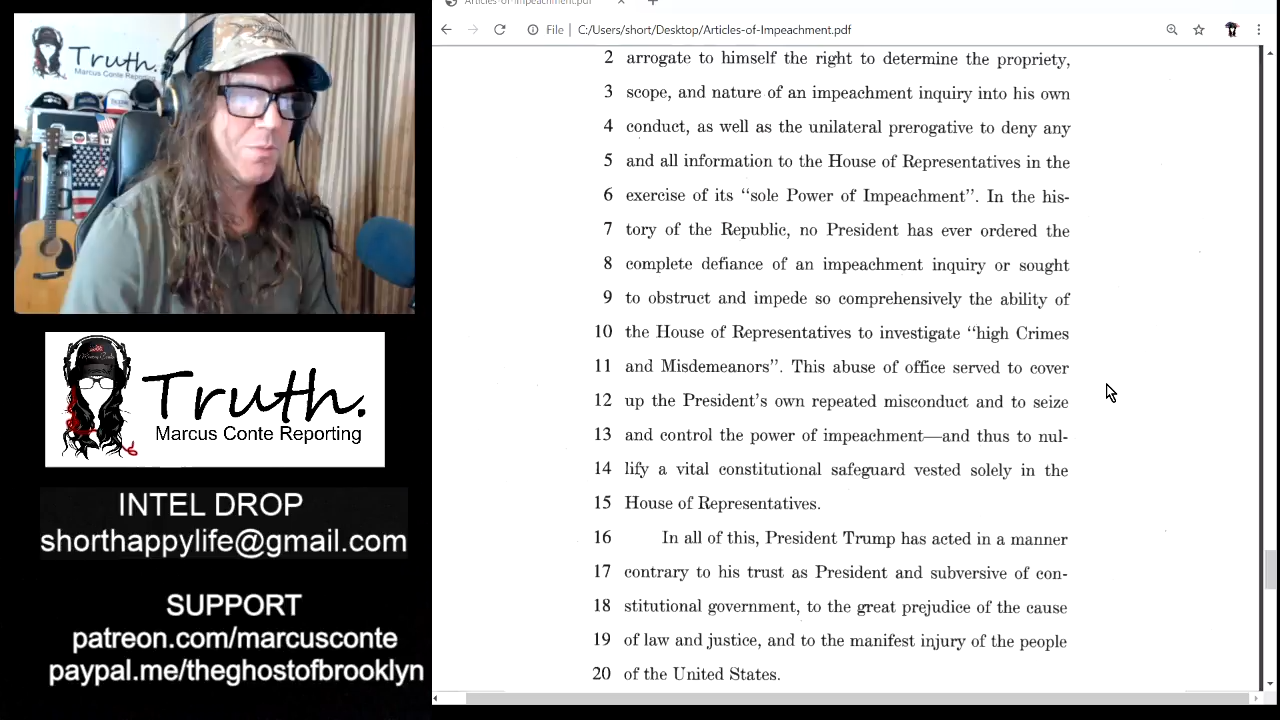 Truth.
Marcus Conte Reporting
Truth.
Marcus Conte Reporting
INTEL DROP
shorthappylife@gmail.com
SUPPORT
patreon.com/marcusconte
paypal.me/theghostofbrooklyn
Articles-of-Impeachment.pdf
File | C:/Users/short/Desktop/Articles-of-Impeachment.pdf
2 arrogate to himself the right to determine the propriety,
3 scope, and nature of an impeachment inquiry into his own
4 conduct, as well as the unilateral prerogative to deny any
5 and all information to the House of Representatives in the
6 exercise of its “sole Power of Impeachment”. In the his-
7 tory of the Republic, no President has ever ordered the
8 complete defiance of an impeachment inquiry or sought
9 to obstruct and impede so comprehensively the ability of
10 the House of Representatives to investigate “high Crimes
11 and Misdemeanors”. This abuse of office served to cover
12 up the President’s own repeated misconduct and to seize
13 and control the power of impeachment—and thus to nul-
14 lify a vital constitutional safeguard vested solely in the
15 House of Representatives.
16 In all of this, President Trump has acted in a manner
17 contrary to his trust as President and subversive of con-
18 stitutional government, to the great prejudice of the cause
19 of law and justice, and to the manifest injury of the people
20 of the United States.